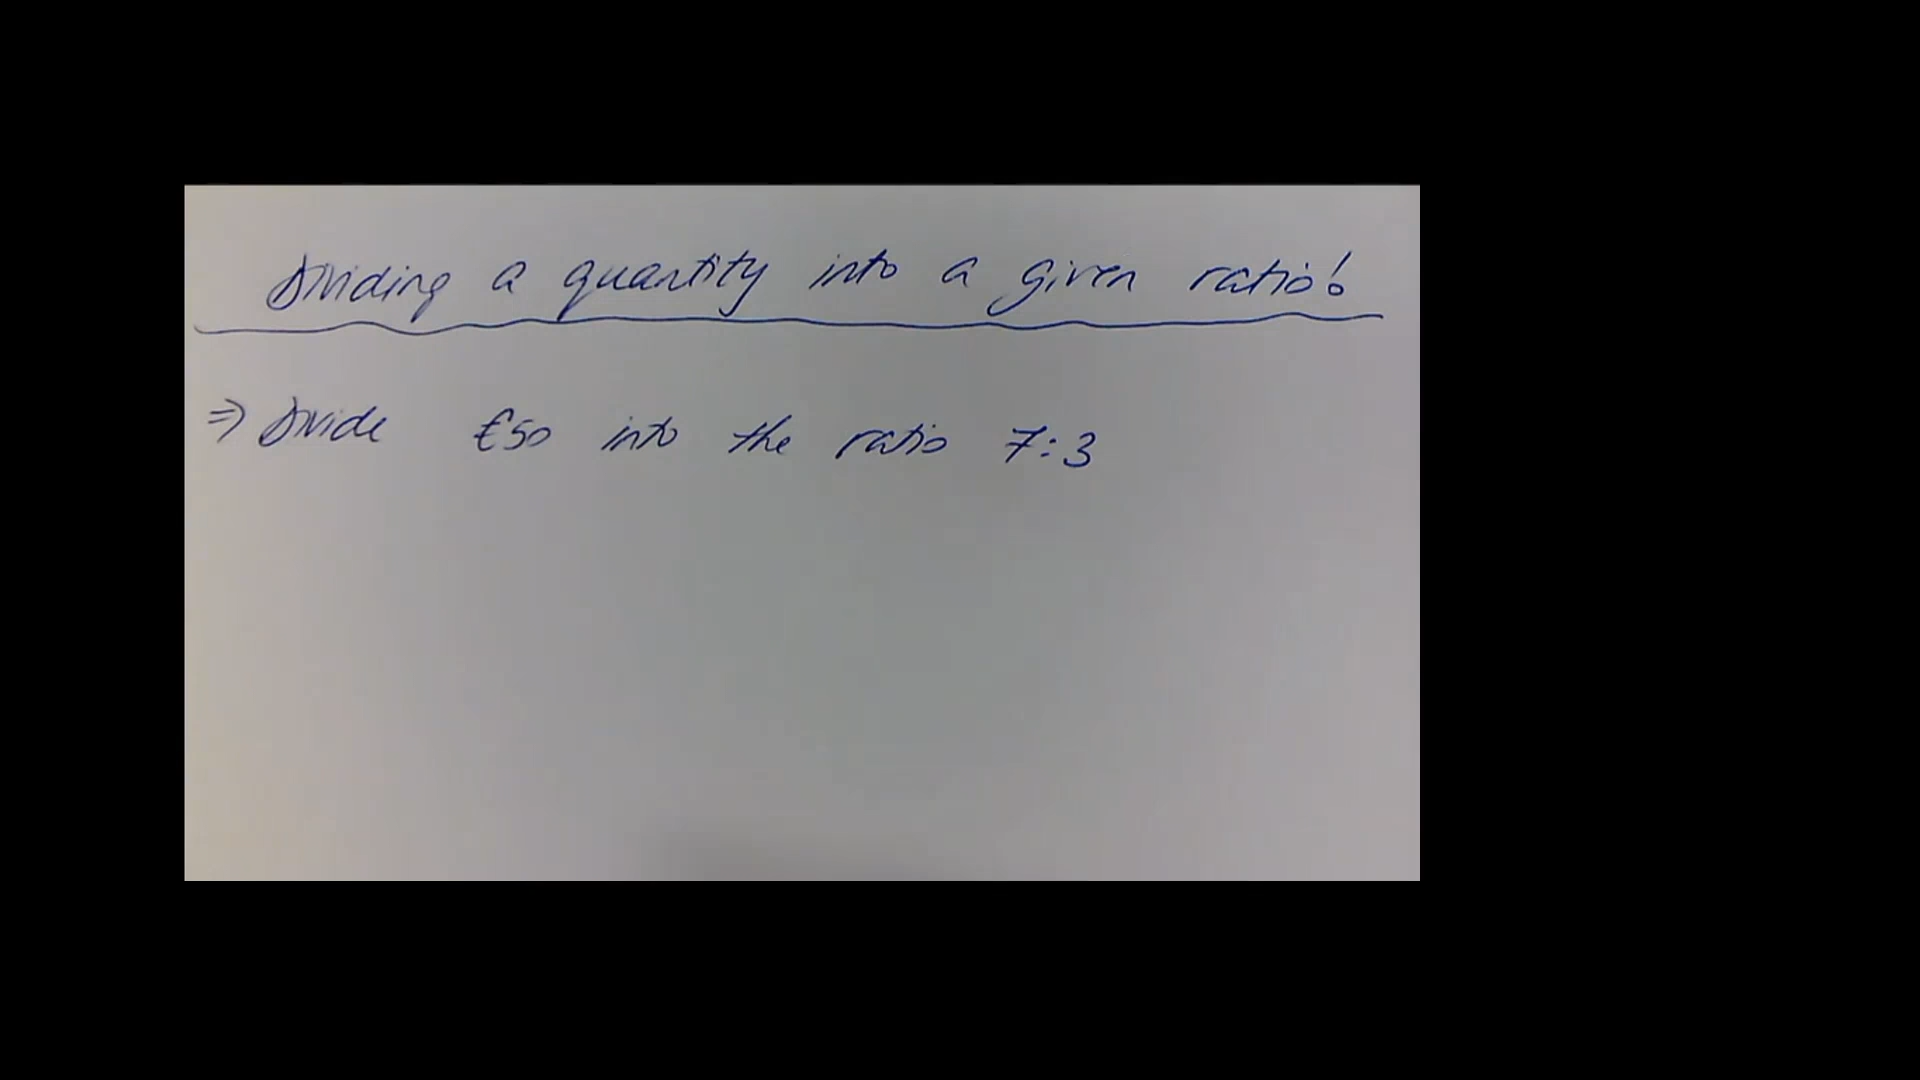 Dividing a quantity into a given ratio!
⇒ Divide €50 into the ratio 7:3